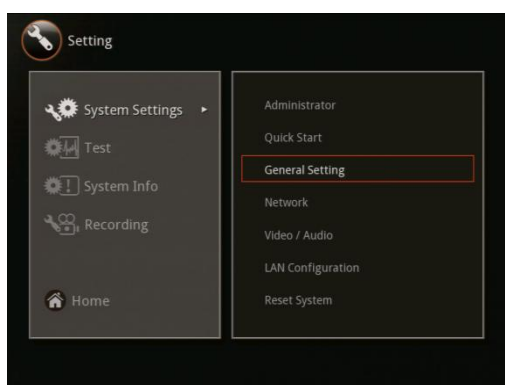 Setting
System Settings
Test
System Info
Recording
Home
Administrator
Quick Start
General Setting
Network
Video / Audio
LAN Configuration
Reset System